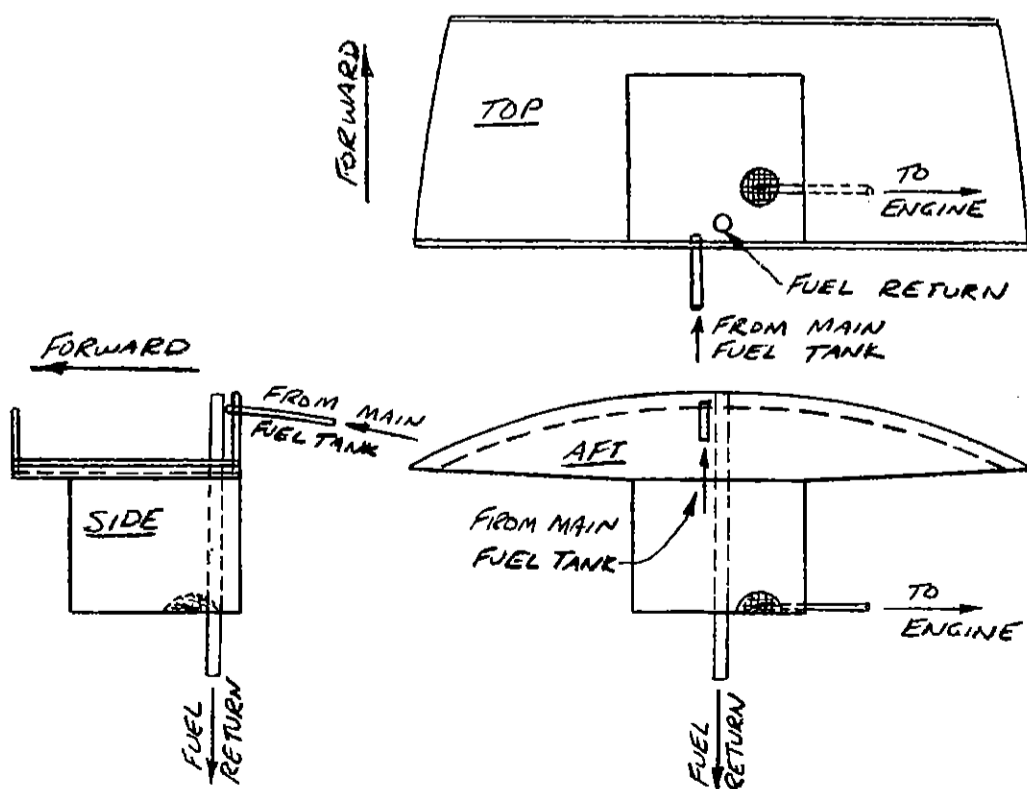 FORWARD
TOP
TO
ENGINE
FUEL RETURN
FROM MAIN
FUEL TANK
FORWARD
FROM MAIN
FUEL TANK
SIDE
FUEL
RETURN
AFT
FROM MAIN
FUEL TANK
TO
ENGINE
FUEL
RETURN